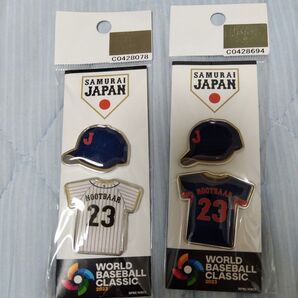 C0428078
SAMURAI
JAPAN
J
NOOTBAAR
23
WORLD
BASEBALL
CLASSIC
2023
C0428694
SAMURAI
JAPAN
J
NOOTBAAR
23
WORLD
BASEBALL
CLASSIC
2023